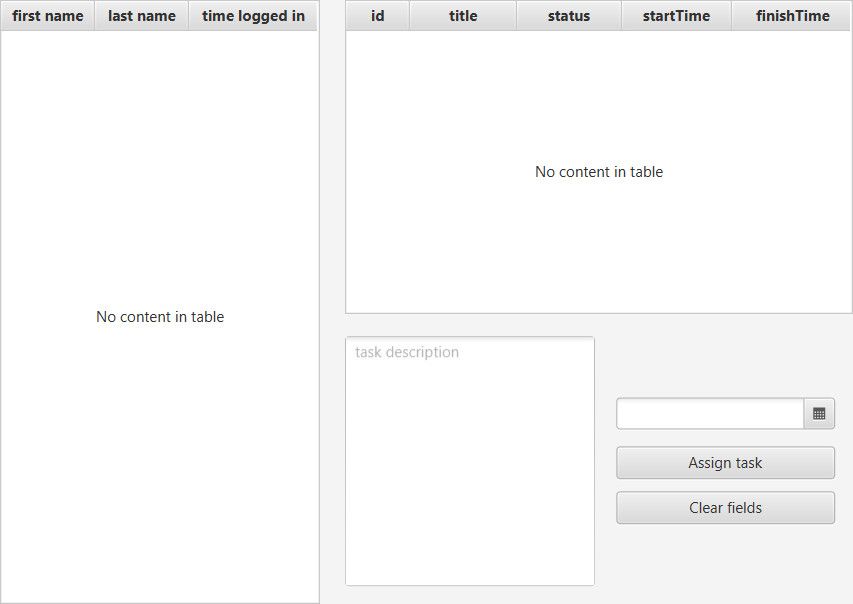 first name last name time logged in
No content in table
id title status startTime finishTime
No content in table
task description
Assign task
Clear fields